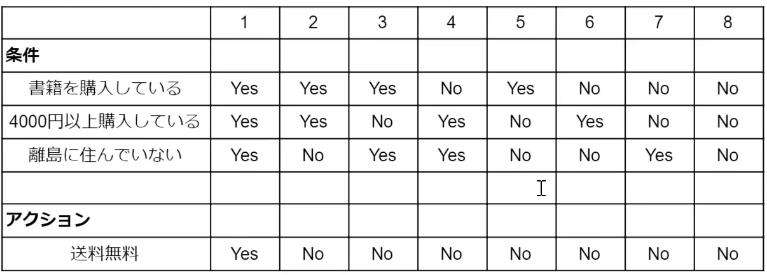 1 2 3 4 5 6 7 8
条件
書籍を購入している Yes Yes Yes No Yes No No No
4000円以上購入している Yes Yes No Yes No Yes No No
離島に住んでいない Yes No Yes Yes No No Yes No
アクション
送料無料 Yes No No No No No No No